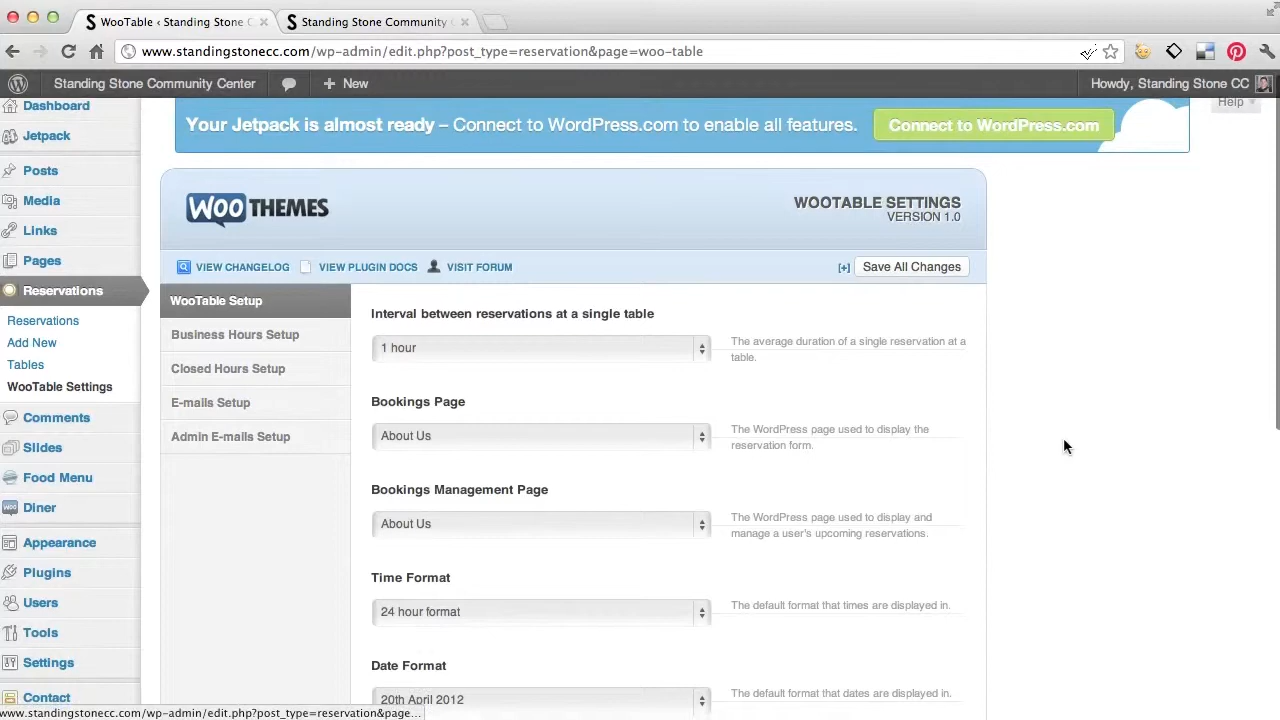 WooTable ‹ Standing Stone C
Standing Stone Community
www.standingstonecc.com/wp-admin/edit.php?post_type=reservation&page=woo-table
Standing Stone Community Center
New
Howdy, Standing Stone CC
Dashboard
Jetpack
Posts
Media
Links
Pages
Reservations
Reservations
Add New
Tables
WooTable Settings
Comments
Slides
Food Menu
Diner
Appearance
Plugins
Users
Tools
Settings
Contact
Your Jetpack is almost ready – Connect to WordPress.com to enable all features.
Connect to WordPress.com
Help
WOOTHEMES
WOOTABLE SETTINGS
VERSION 1.0
VIEW CHANGELOG
VIEW PLUGIN DOCS
VISIT FORUM
[+]
Save All Changes
WooTable Setup
Business Hours Setup
Closed Hours Setup
E-mails Setup
Admin E-mails Setup
Interval between reservations at a single table
1 hour
The average duration of a single reservation at a
table.
Bookings Page
About Us
The WordPress page used to display the
reservation form.
Bookings Management Page
About Us
The WordPress page used to display and
manage a user's upcoming reservations.
Time Format
24 hour format
The default format that times are displayed in.
Date Format
20th April 2012
The default format that dates are displayed in.
www.standingstonecc.com/wp-admin/edit.php?post_type=reservation&page...